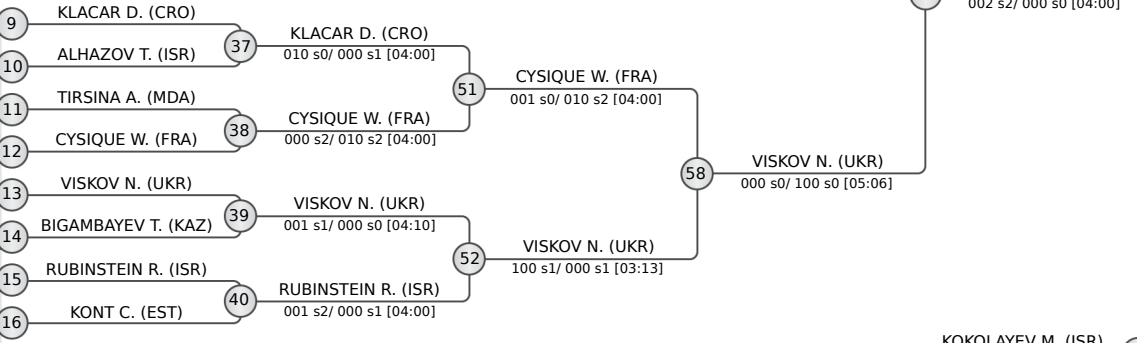 002 s2/ 000 s0 [04:00]
9
KLACAR D. (CRO)
37
KLACAR D. (CRO)
010 s0/ 000 s1 [04:00]
10
ALHAZOV T. (ISR)
51
CYSIQUE W. (FRA)
001 s0/ 010 s2 [04:00]
11
TIRSINA A. (MDA)
38
CYSIQUE W. (FRA)
000 s2/ 010 s2 [04:00]
12
CYSIQUE W. (FRA)
58
VISKOV N. (UKR)
000 s0/ 100 s0 [05:06]
13
VISKOV N. (UKR)
39
VISKOV N. (UKR)
001 s1/ 000 s0 [04:10]
14
BIGAMBAYEV T. (KAZ)
52
VISKOV N. (UKR)
100 s1/ 000 s1 [03:13]
15
RUBINSTEIN R. (ISR)
40
RUBINSTEIN R. (ISR)
001 s2/ 000 s1 [04:00]
16
KONT C. (EST)
KOKOLAYEV M. (ISR)